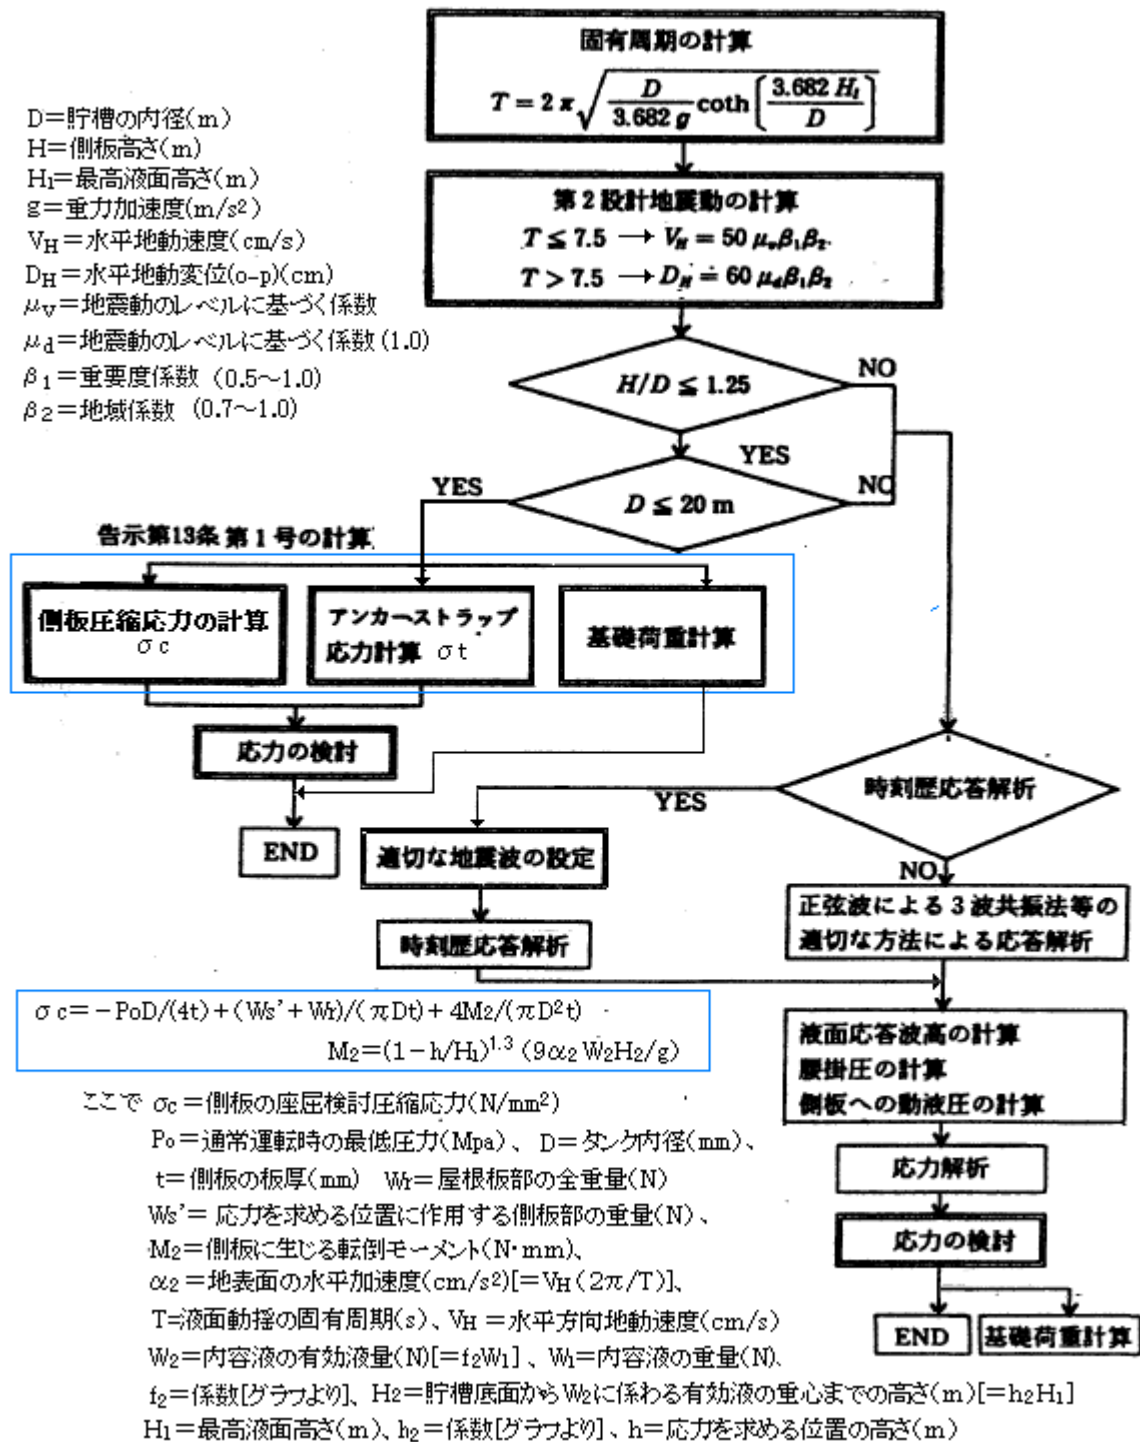 固有周期の計算
T = 2π√(D/3.682 g coth[3.682 Hl/D])
D=貯槽の内径(m)
H=側板高さ(m)
Hl=最高液面高さ(m)
g=重力加速度(m/s²)
VH=水平地動速度(cm/s)
DH=水平地動変位(o-p)(cm)
μv=地震動のレベルに基づく係数
μd=地震動のレベルに基づく係数(1.0)
β1=重要度係数 (0.5~1.0)
β2=地域係数 (0.7~1.0)
第2設計地震動の計算
T ≦ 7.5 → VH = 50 μvβ1β2
T > 7.5 → DH = 60 μdβ1β2
H/D ≦ 1.25
NO
YES
D ≦ 20 m
NO
YES
告示第13条 第1号の計算
側板圧縮応力の計算
σc
アンカーストラップ
応力計算 σt
基礎荷重計算
応力の検討
END
時刻歴応答解析
YES
NO
適切な地震波の設定
時刻歴応答解析
正弦波による3波共振法等の
適切な方法による応答解析
液面応答波高の計算
腰掛圧の計算
側板への動液圧の計算
応力解析
応力の検討
END
基礎荷重計算
σc=-PoD/(4t)+(Ws'+Wr)/(πDt)+4M2/(πD²t)
M2=(1-h/Hl)^1.3 (9α2 W2H2/g)
ここで σc=側板の座屈検討圧縮応力(N/mm²)
Po=通常運転時の最低圧力(Mpa)、D=タンク内径(mm)、
t=側板の板厚(mm) Wr=屋根板部の全重量(N)
Ws'= 応力を求める位置に作用する側板部の重量(N)、
M2=側板に生じる転倒モーメント(N・mm)、
α2=地表面の水平加速度(cm/s²)[=VH(2π/T)]、
T=液面動揺の固有周期(s)、VH =水平方向地動速度(cm/s)
W2=内容液の有効液量(N)[=f2W1] 、W1=内容液の重量(N)、
f2=係数[グラフより]、H2=貯槽底面からW2に係わる有効液の重心までの高さ(m)[=h2H1]
H1=最高液面高さ(m)、h2=係数[グラフより]、h=応力を求める位置の高さ(m)